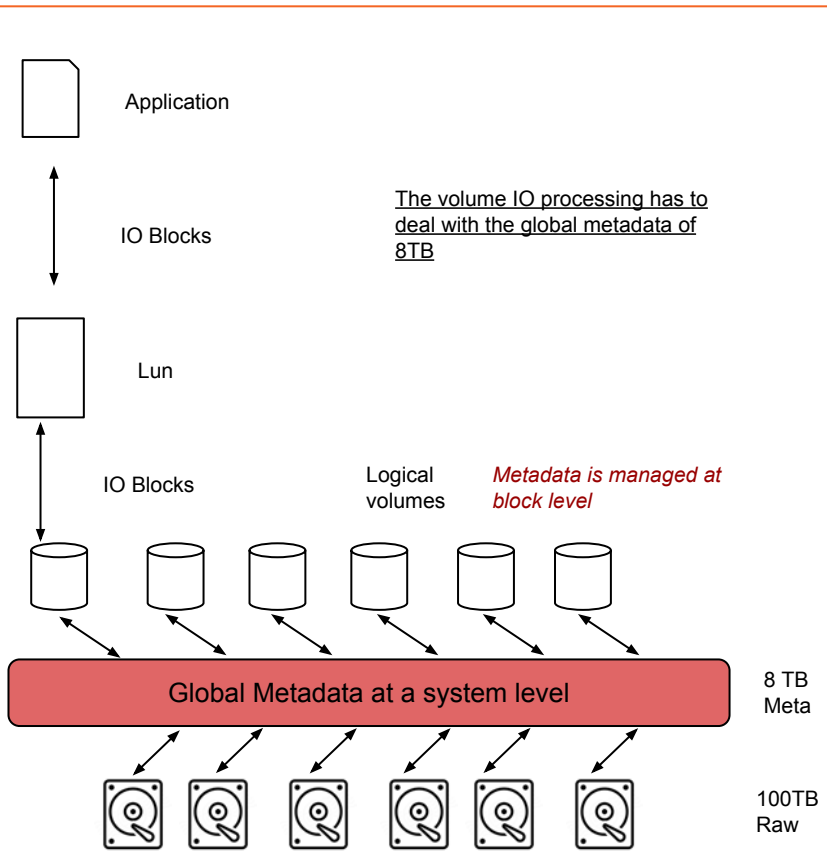 Application
The volume IO processing has to
deal with the global metadata of
8TB
IO Blocks
Lun
IO Blocks
Logical
volumes
Metadata is managed at
block level
Global Metadata at a system level
8 TB
Meta
100TB
Raw